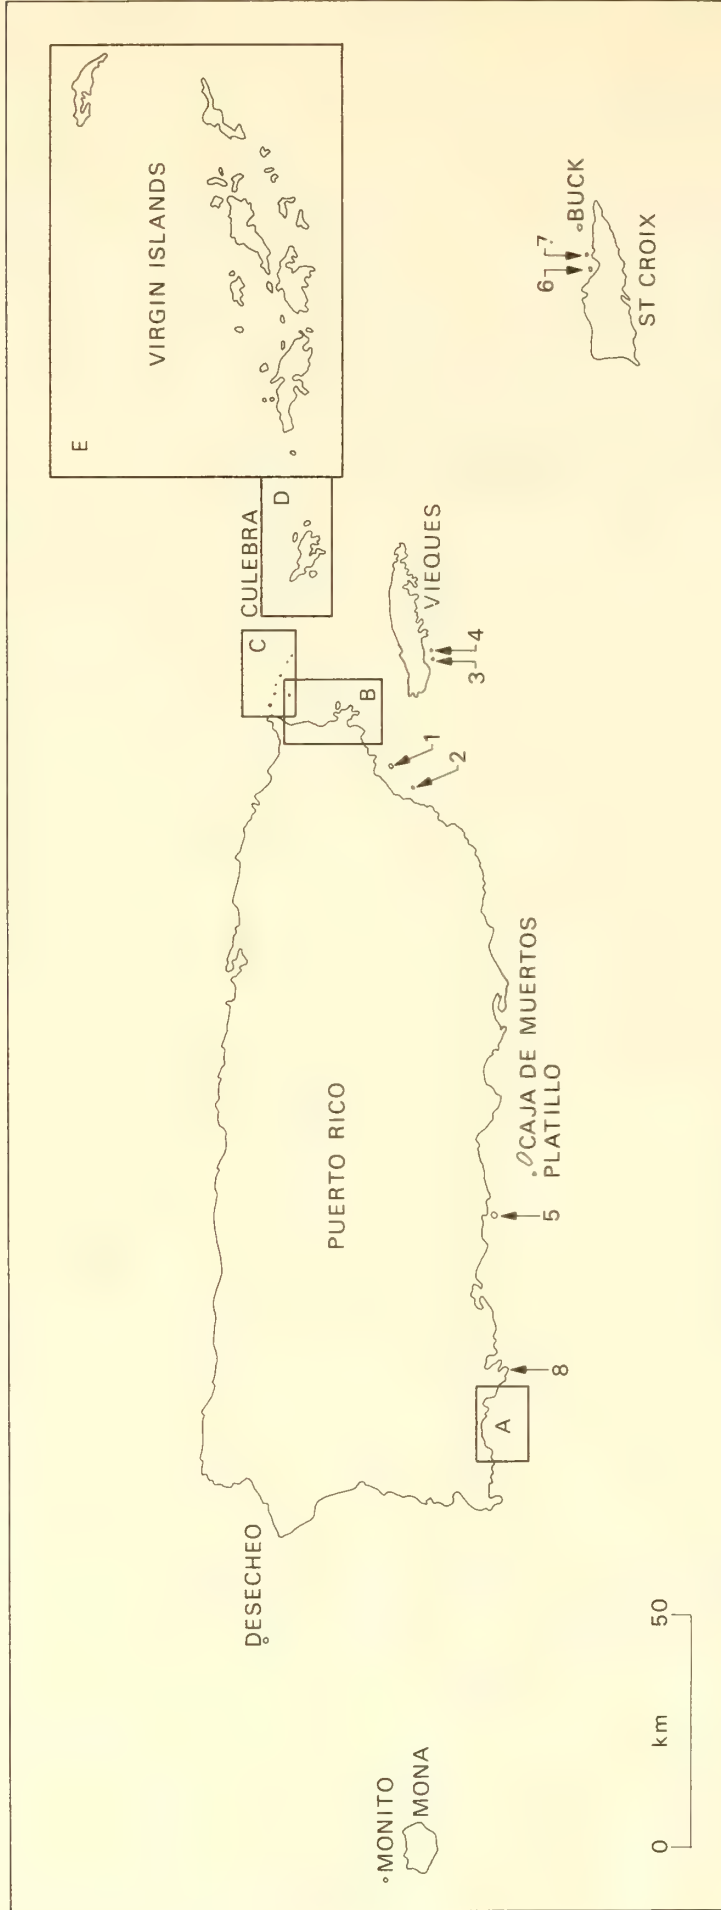 VIRGIN ISLANDS
E
CULEBRA
D
C
B
VIEQUES
3
4
1
2
6
7
BUCK
ST CROIX
PUERTO RICO
DESECHEO
MONITO
MONA
A
8
5
CAJA DE MUERTOS
PLATILLO
0
km
50